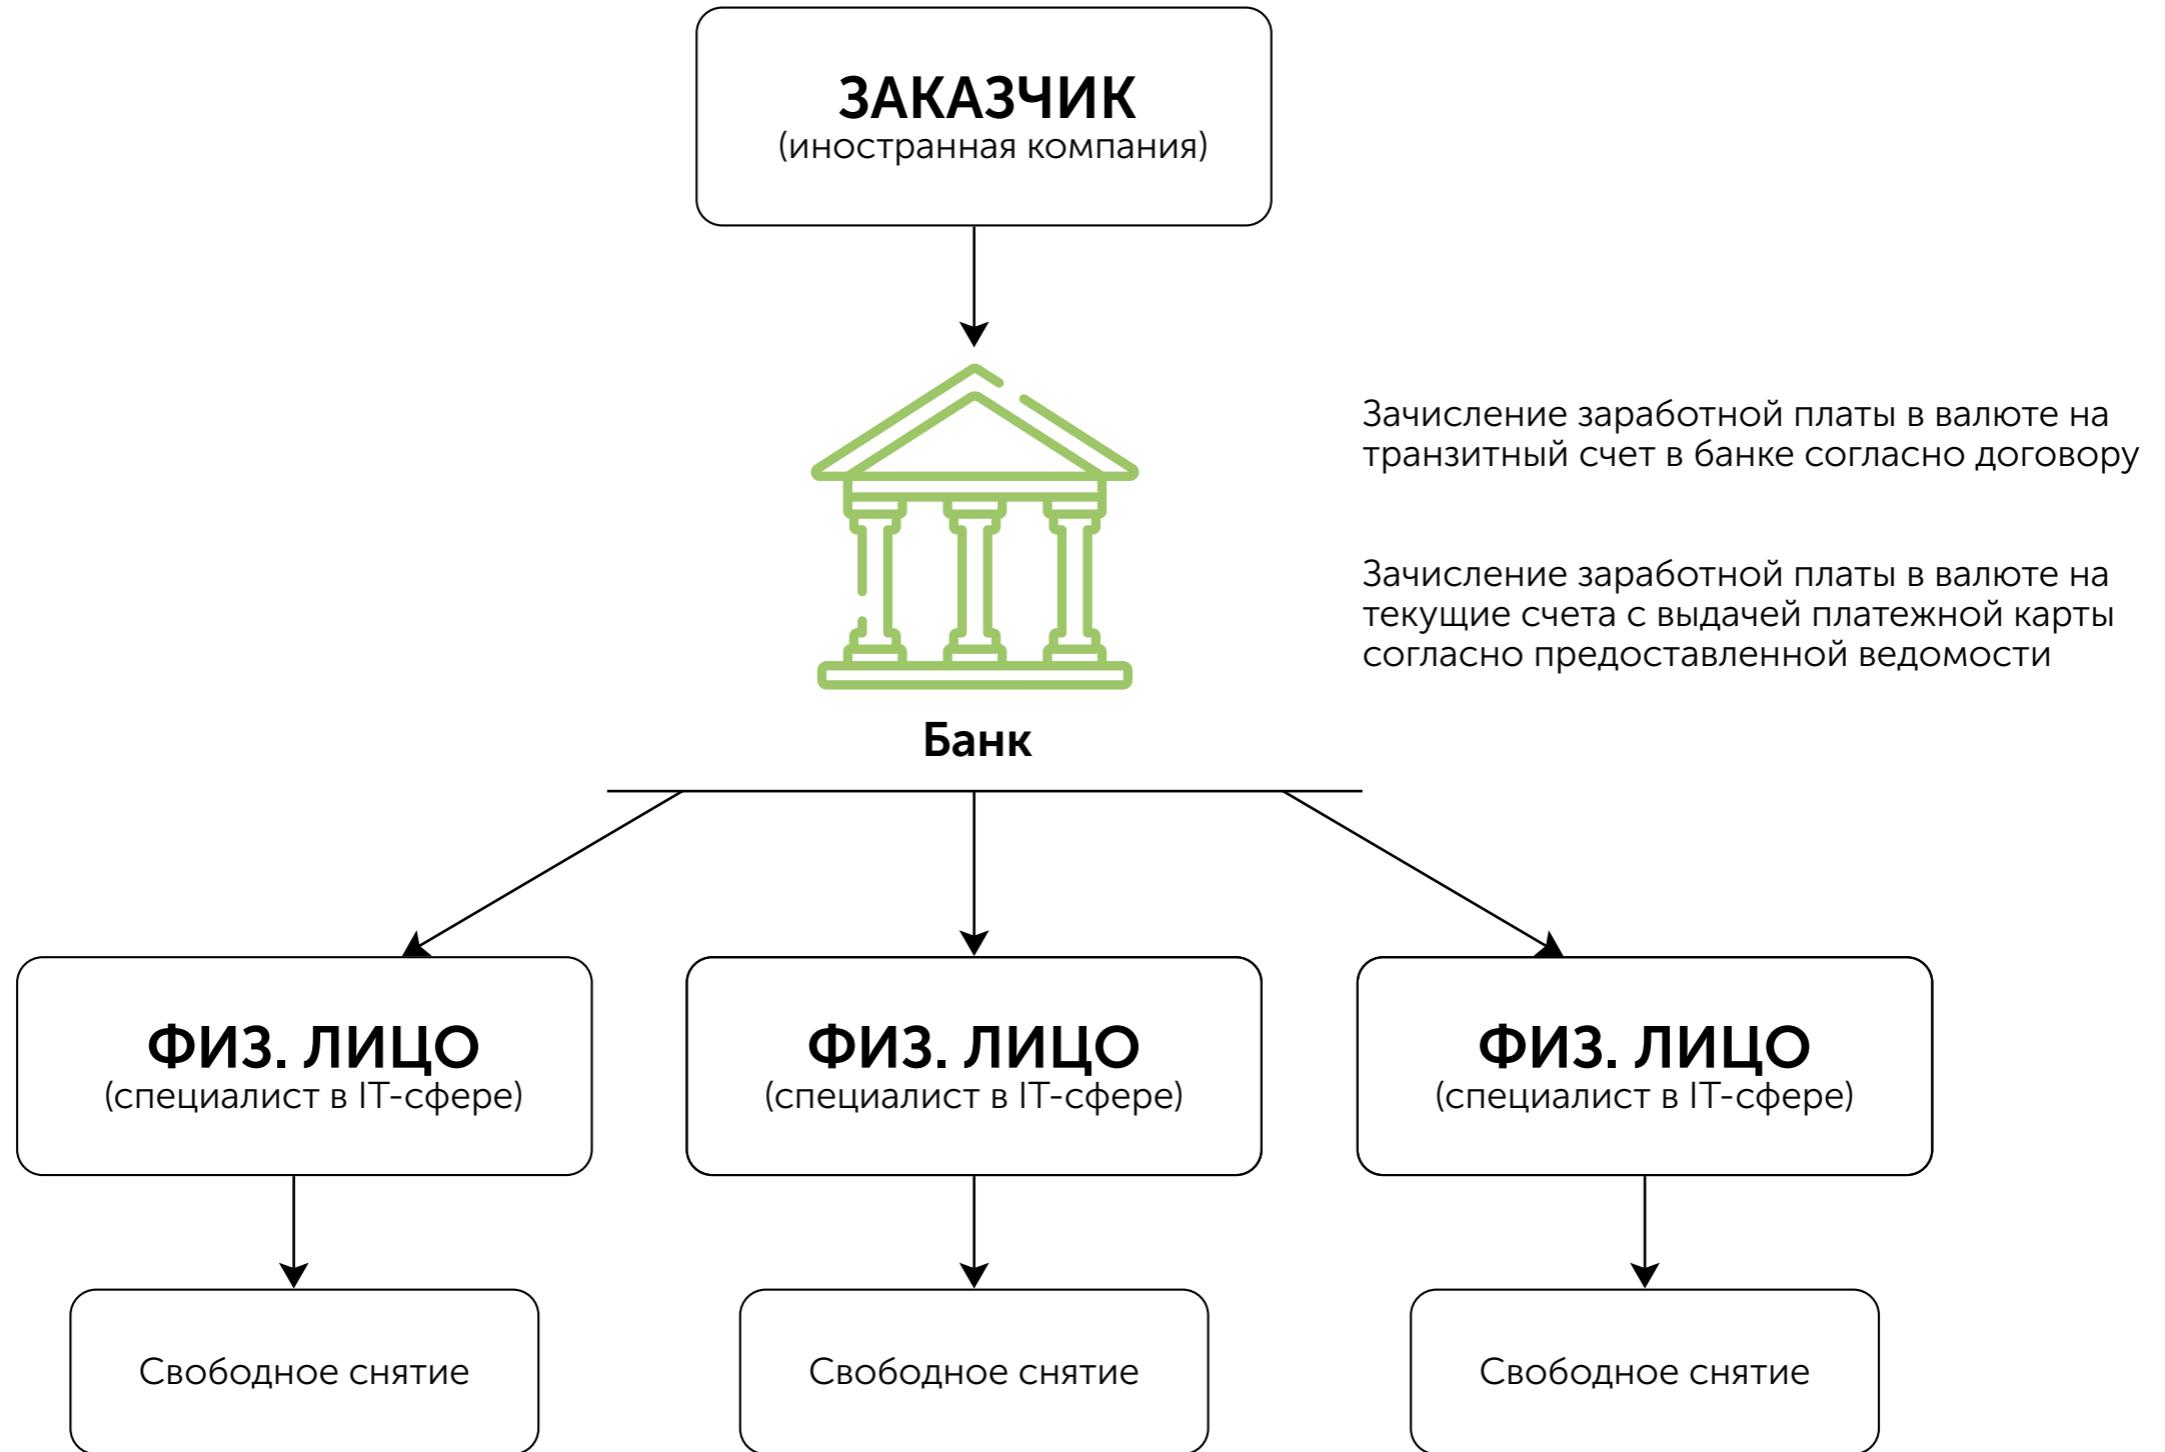 ЗАКАЗЧИК
(иностранная компания)
Зачисление заработной платы в валюте на
транзитный счет в банке согласно договору
Зачисление заработной платы в валюте на
текущие счета с выдачей платежной карты
согласно предоставленной ведомости
Банк
ФИЗ. ЛИЦО
(специалист в IT-сфере)
ФИЗ. ЛИЦО
(специалист в IT-сфере)
ФИЗ. ЛИЦО
(специалист в IT-сфере)
Свободное снятие
Свободное снятие
Свободное снятие